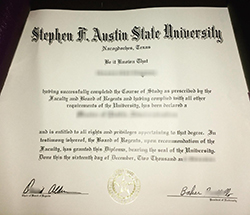 Stephen F. Austin State University
Nacogdoches, Texas
Be it Known That
having successfully completed the Course of Study as prescribed by the
Faculty and Board of Regents and having complied with all other
requirements of the University, has been declared a
and is entitled to all rights and privileges appertaining to that degree. In
testimony whereof, the Board of Regents, upon recommendation of the
Faculty, has granted this Diploma, bearing the seal of the University.
Done this the sixteenth day of December, Two Thousand and